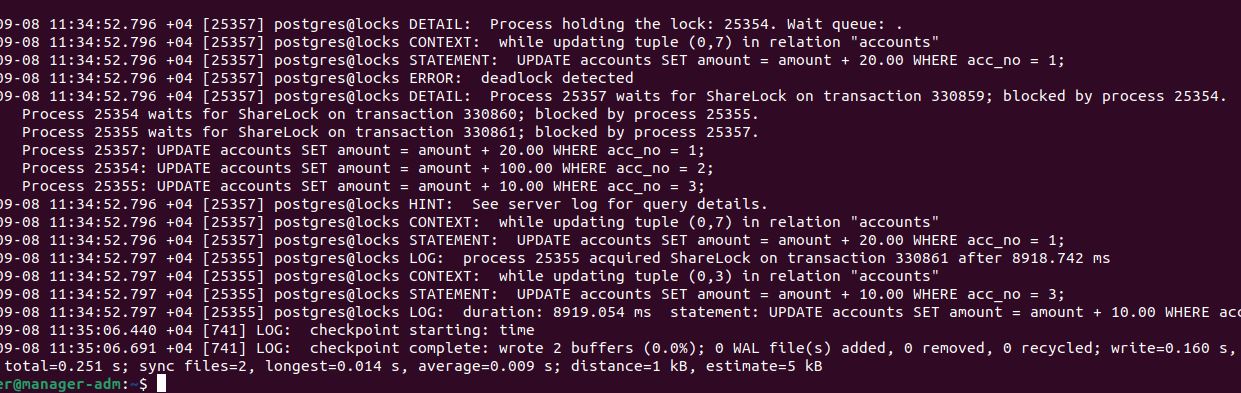 09-08 11:34:52.796 +04 [25357] postgres@locks DETAIL:  Process holding the lock: 25354. Wait queue: .
09-08 11:34:52.796 +04 [25357] postgres@locks CONTEXT:  while updating tuple (0,7) in relation "accounts"
09-08 11:34:52.796 +04 [25357] postgres@locks STATEMENT:  UPDATE accounts SET amount = amount + 20.00 WHERE acc_no = 1;
09-08 11:34:52.796 +04 [25357] postgres@locks ERROR:  deadlock detected
09-08 11:34:52.796 +04 [25357] postgres@locks DETAIL:  Process 25357 waits for ShareLock on transaction 330859; blocked by process 25354.
Process 25354 waits for ShareLock on transaction 330860; blocked by process 25355.
Process 25355 waits for ShareLock on transaction 330861; blocked by process 25357.
Process 25357: UPDATE accounts SET amount = amount + 20.00 WHERE acc_no = 1;
Process 25354: UPDATE accounts SET amount = amount + 100.00 WHERE acc_no = 2;
Process 25355: UPDATE accounts SET amount = amount + 10.00 WHERE acc_no = 3;
09-08 11:34:52.796 +04 [25357] postgres@locks HINT:  See server log for query details.
09-08 11:34:52.796 +04 [25357] postgres@locks CONTEXT:  while updating tuple (0,7) in relation "accounts"
09-08 11:34:52.796 +04 [25357] postgres@locks STATEMENT:  UPDATE accounts SET amount = amount + 20.00 WHERE acc_no = 1;
09-08 11:34:52.797 +04 [25355] postgres@locks LOG:  process 25355 acquired ShareLock on transaction 330861 after 8918.742 ms
09-08 11:34:52.797 +04 [25355] postgres@locks CONTEXT:  while updating tuple (0,3) in relation "accounts"
09-08 11:34:52.797 +04 [25355] postgres@locks STATEMENT:  UPDATE accounts SET amount = amount + 10.00 WHERE acc_no = 3;
09-08 11:34:52.797 +04 [25355] postgres@locks LOG:  duration: 8919.054 ms  statement: UPDATE accounts SET amount = amount + 10.00 WHERE acc
09-08 11:35:06.440 +04 [741] LOG:  checkpoint starting: time
09-08 11:35:06.691 +04 [741] LOG:  checkpoint complete: wrote 2 buffers (0.0%); 0 WAL file(s) added, 0 removed, 0 recycled; write=0.160 s,
total=0.251 s; sync files=2, longest=0.014 s, average=0.009 s; distance=1 kB, estimate=5 kB
er@manager-adm:~$